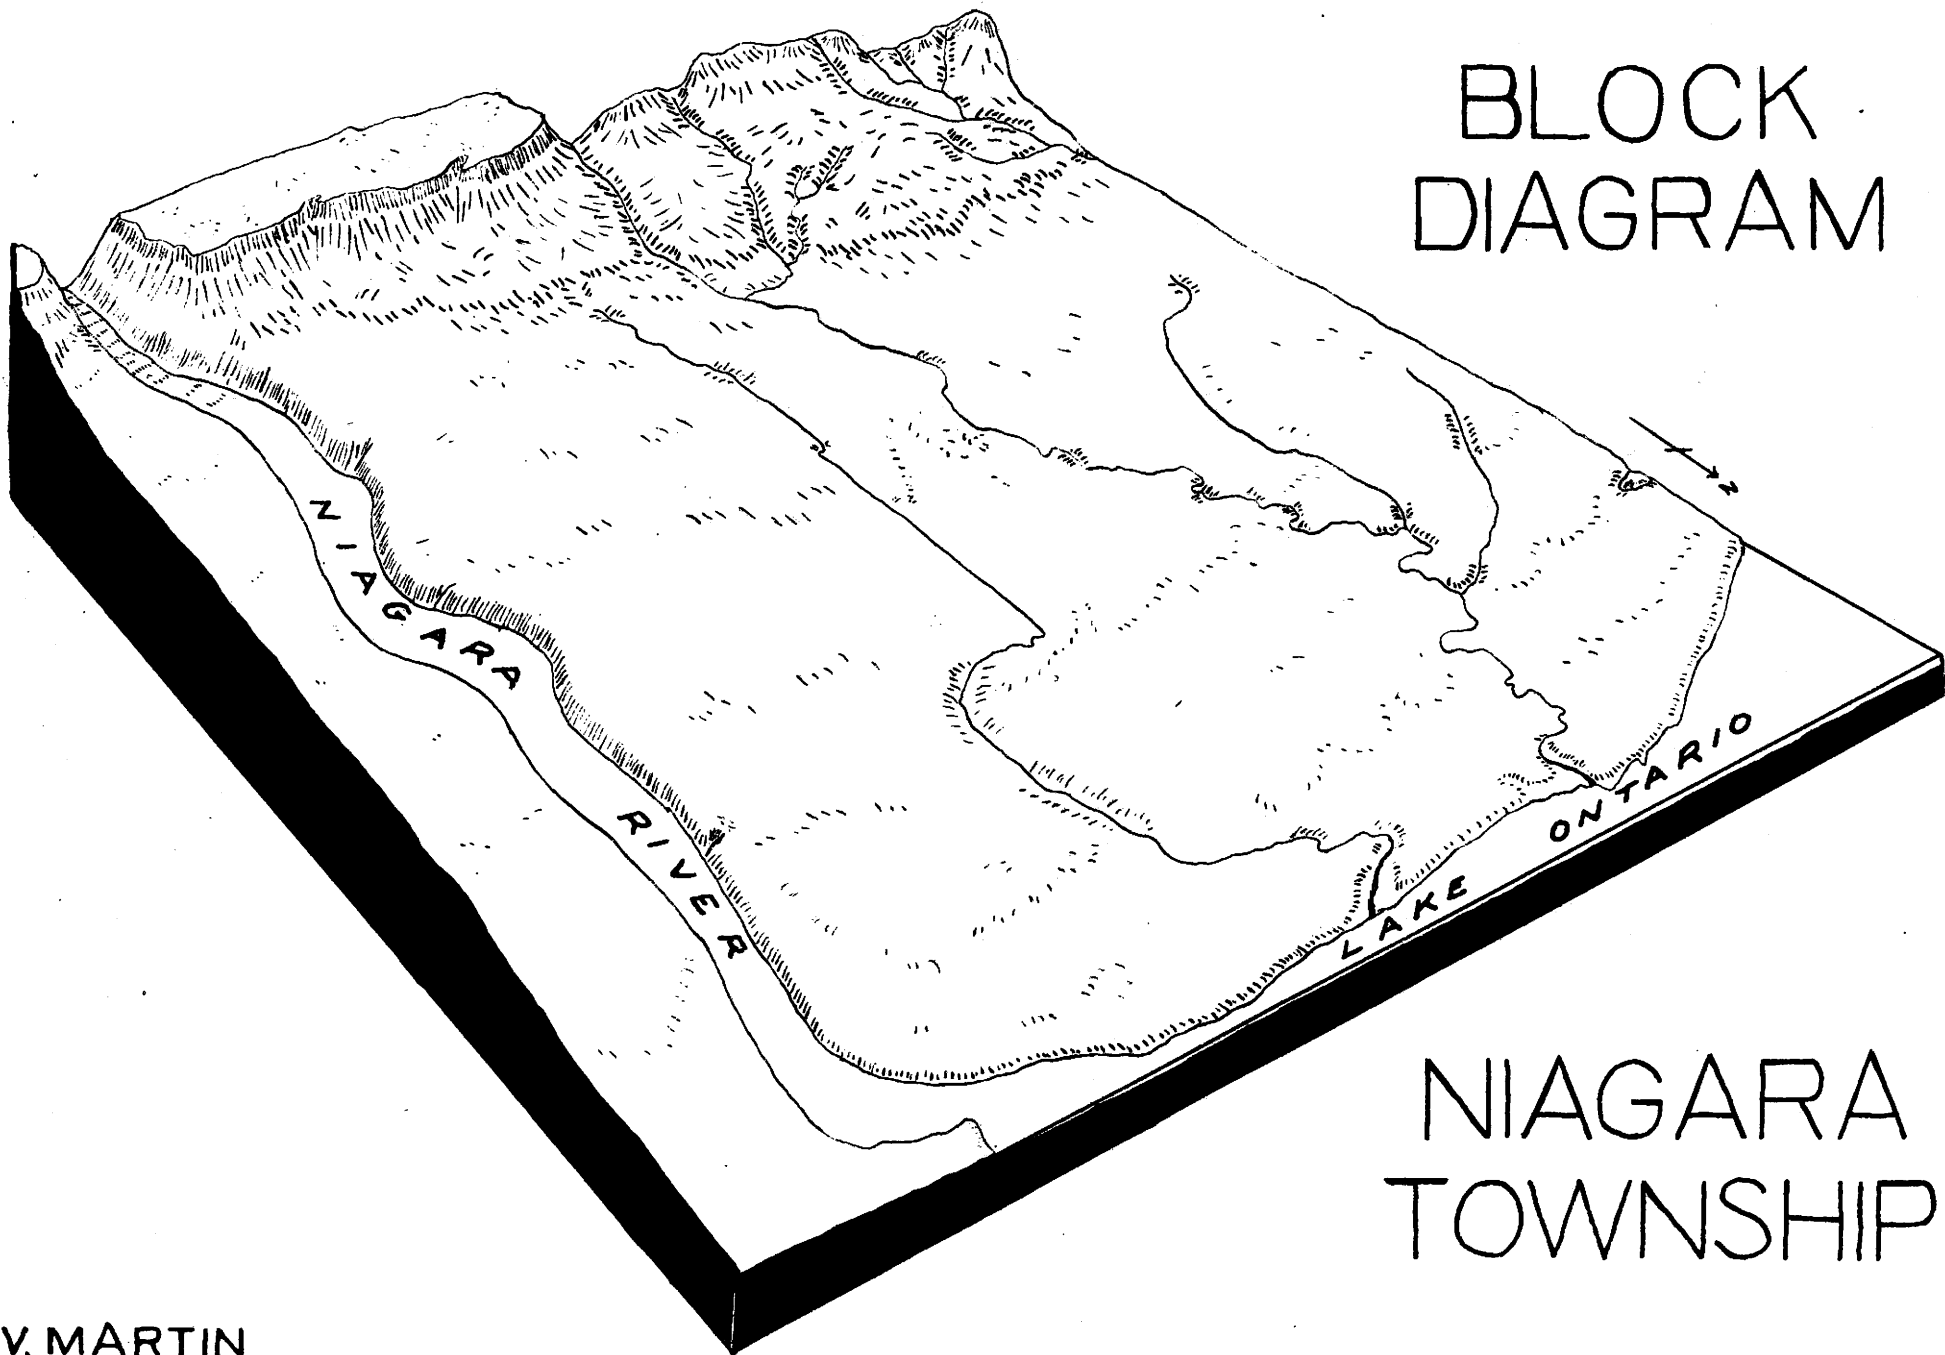 BLOCK
DIAGRAM
N
NIAGARA RIVER
LAKE ONTARIO
NIAGARA
TOWNSHIP
V. MARTIN